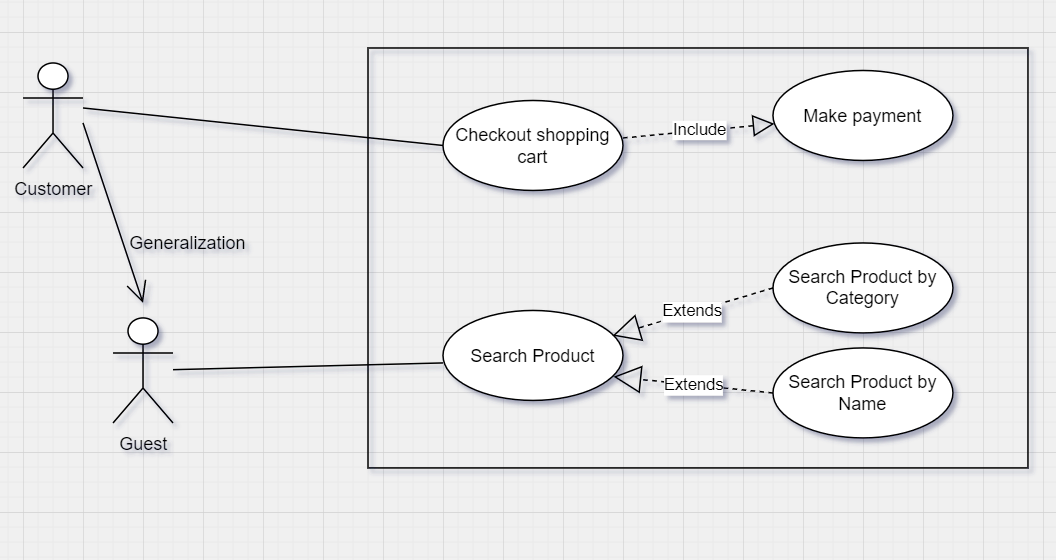 Customer
Checkout shopping
cart
Include
Make payment
Generalization
Search Product by
Category
Extends
Search Product
Extends
Search Product by
Name
Guest